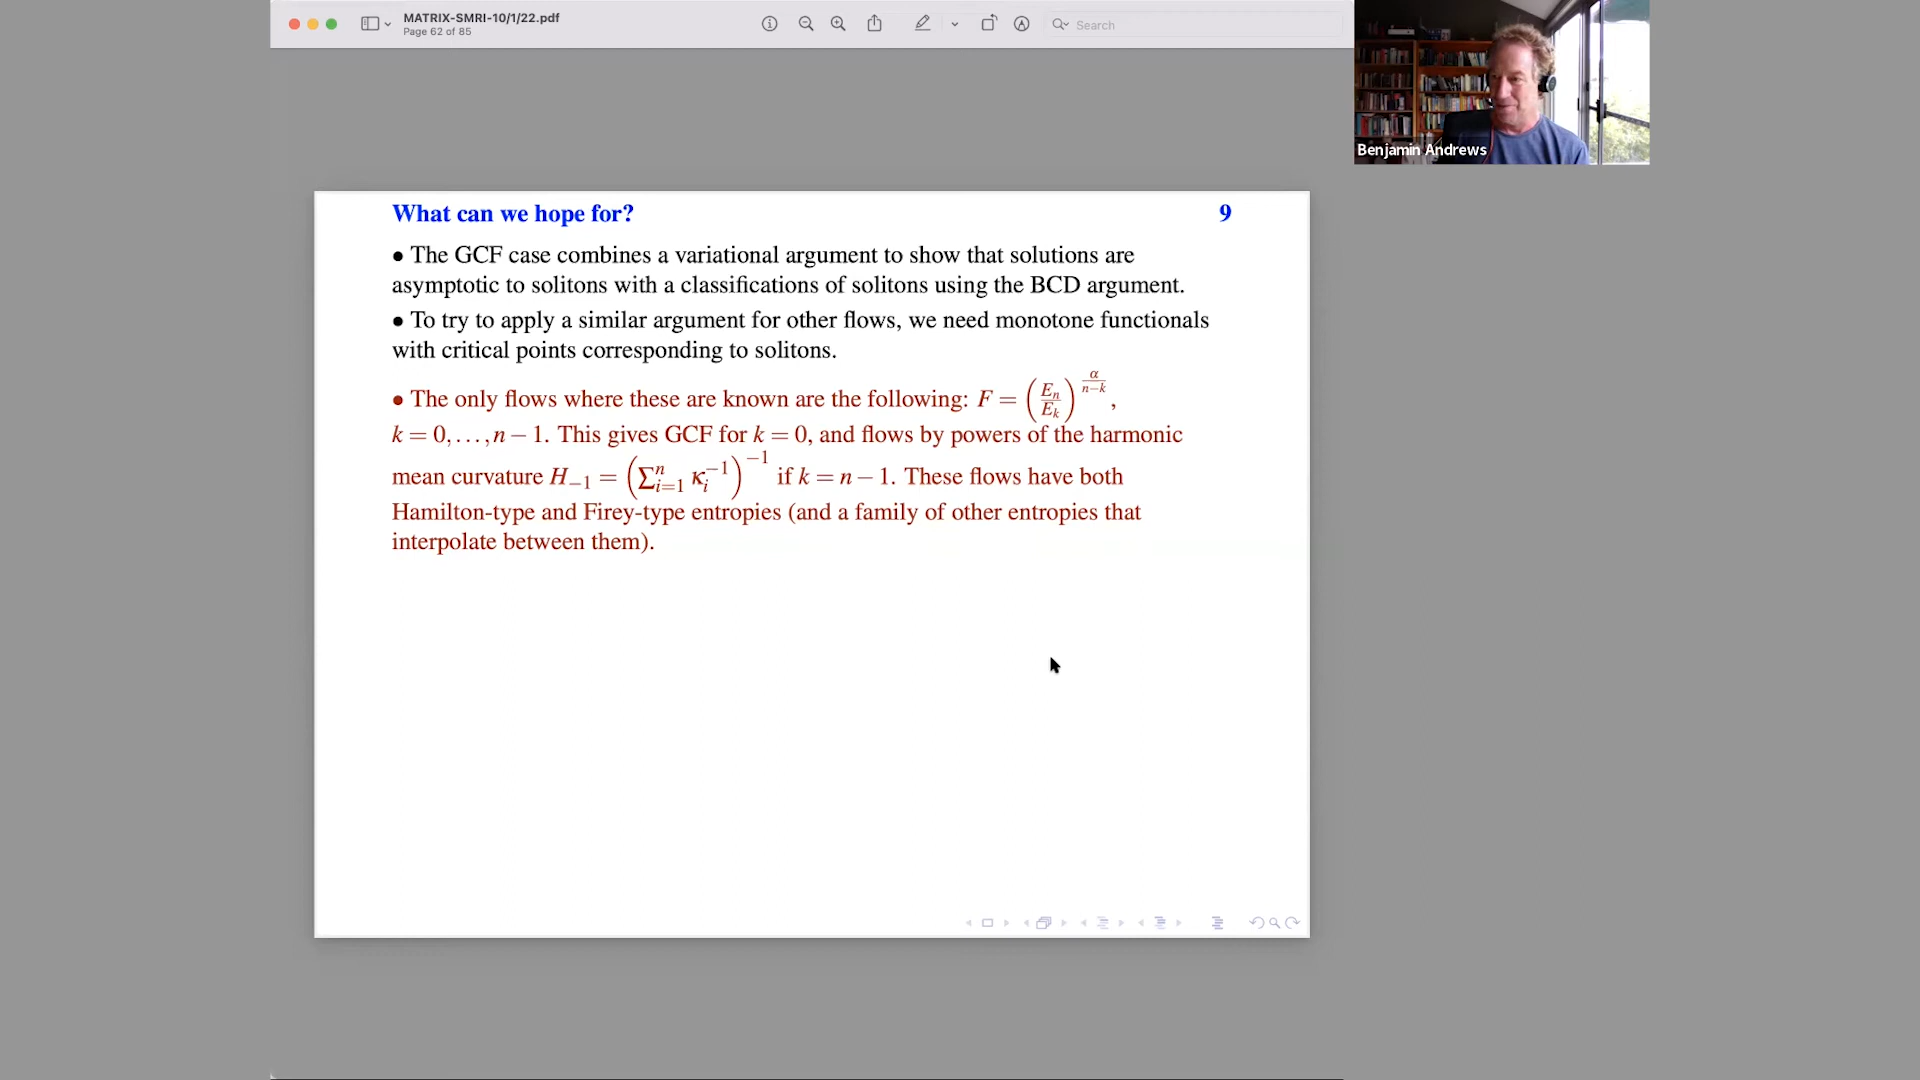 MATRIX-SMRI-10/1/22.pdf
Page 62 of 85
Search
Benjamin Andrews
What can we hope for? 9
• The GCF case combines a variational argument to show that solutions are
asymptotic to solitons with a classifications of solitons using the BCD argument.
• To try to apply a similar argument for other flows, we need monotone functionals
with critical points corresponding to solitons.
• The only flows where these are known are the following: F = (E_n/E_k)^{α/(n−k)},
k = 0,...,n − 1. This gives GCF for k = 0, and flows by powers of the harmonic
mean curvature H_{−1} = (∑_{i=1}^n κ_i^{−1})^{−1} if k = n − 1. These flows have both
Hamilton-type and Firey-type entropies (and a family of other entropies that
interpolate between them).